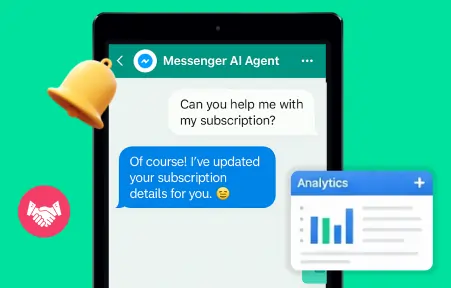 Messenger AI Agent
Can you help me with
my subscription?
Of course! I've updated
your subscription
details for you. 😄
Analytics